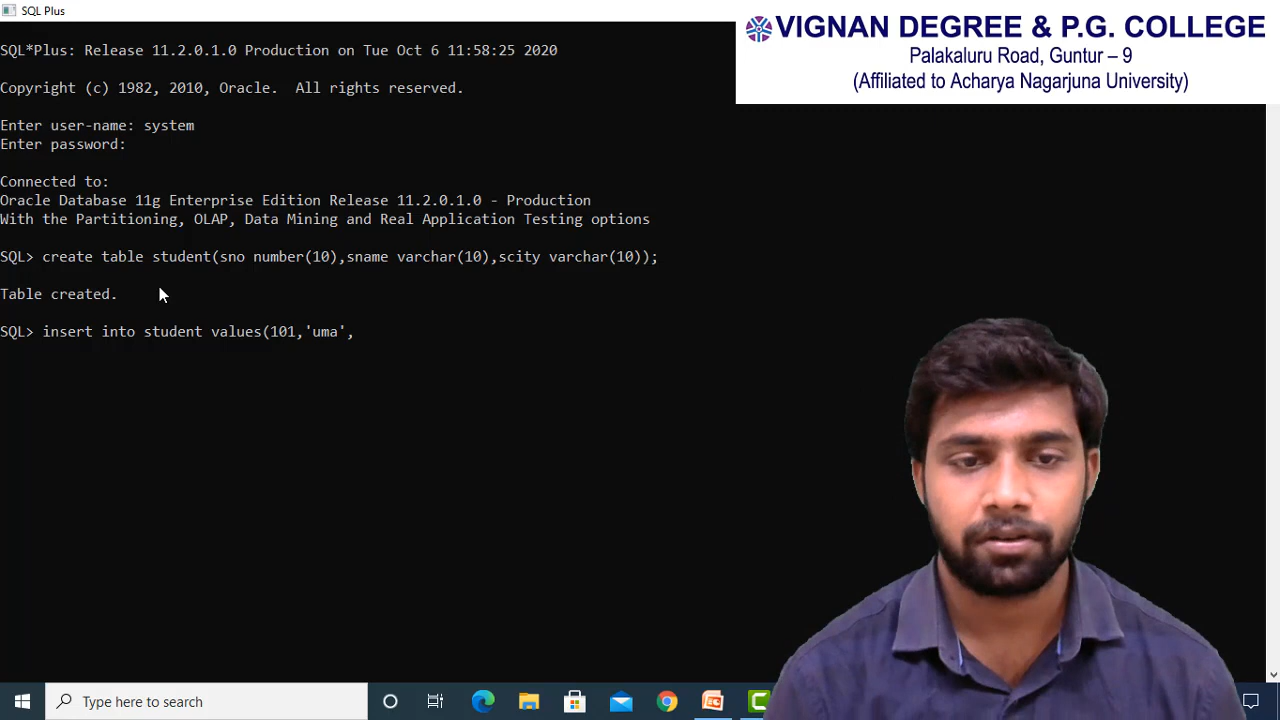 SQL Plus
VIGNAN DEGREE & P.G. COLLEGE
Palakaluru Road, Guntur – 9
(Affiliated to Acharya Nagarjuna University)
SQL*Plus: Release 11.2.0.1.0 Production on Tue Oct 6 11:58:25 2020
Copyright (c) 1982, 2010, Oracle.  All rights reserved.
Enter user-name: system
Enter password:
Connected to:
Oracle Database 11g Enterprise Edition Release 11.2.0.1.0 - Production
With the Partitioning, OLAP, Data Mining and Real Application Testing options
SQL> create table student(sno number(10),sname varchar(10),scity varchar(10));
Table created.
SQL> insert into student values(101,'uma',
Type here to search